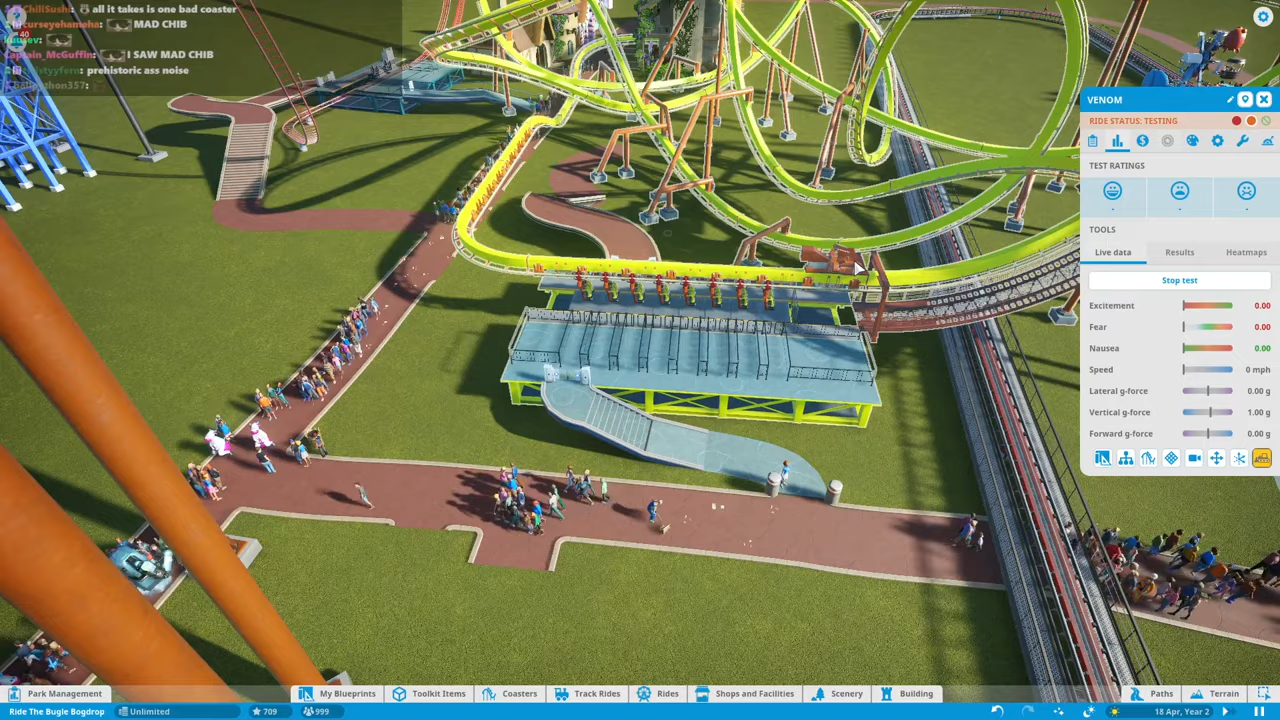 ChiliSushi: all it takes is one bad coaster
curseyehameha: MAD CHIB
40
Captain_McGuffin: I SAW MAD CHIB
prehistoric ass noise
VENOM
RIDE STATUS: TESTING
TEST RATINGS
- - -
TOOLS
Live data Results Heatmaps
Stop test
Excitement 0.00
Fear 0.00
Nausea 0.00
Speed 0 mph
Lateral g-force 0.00 g
Vertical g-force 1.00 g
Forward g-force 0.00 g
Park Management My Blueprints Toolkit Items Coasters Track Rides Rides Shops and Facilities Scenery Building Paths Terrain
Ride The Bugle Bogdrop Unlimited 709 999 18 Apr, Year 2